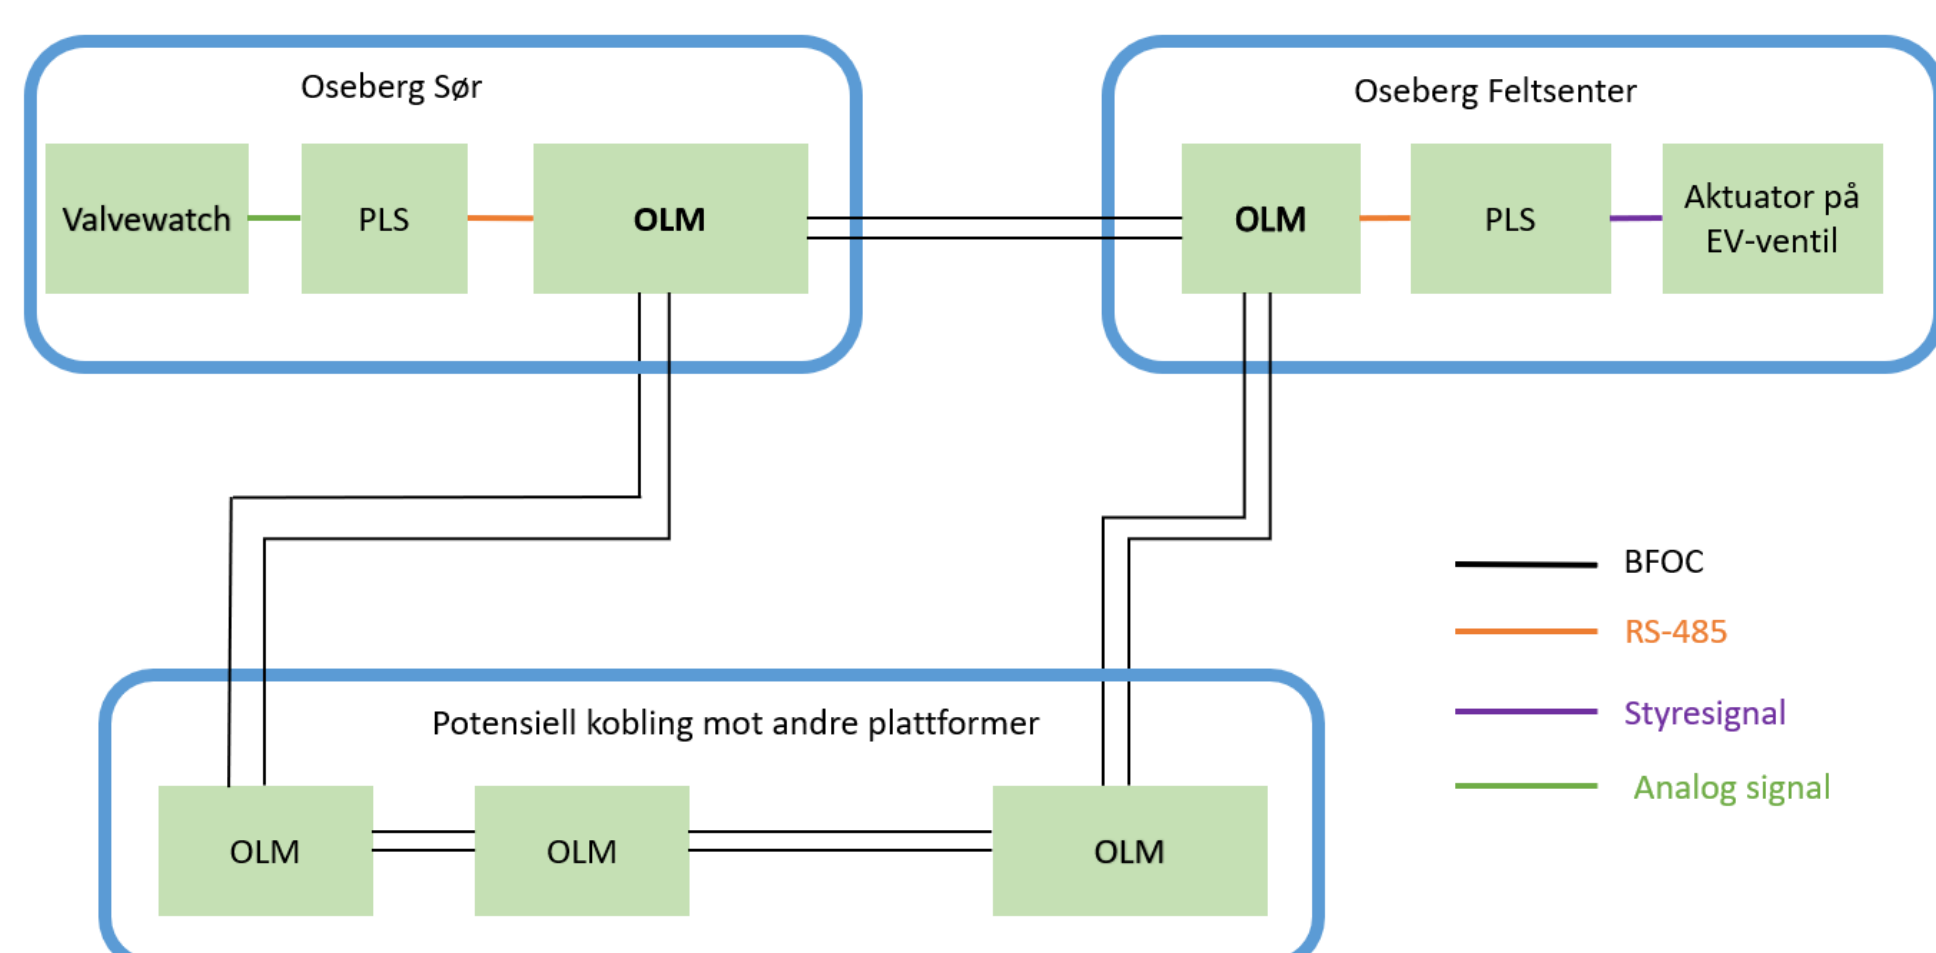 Oseberg Sør
Oseberg Feltsenter
Valvewatch
PLS
OLM
OLM
PLS
Aktuator på
EV-ventil
BFOC
RS-485
Styresignal
Analog signal
Potensiell kobling mot andre plattformer
OLM
OLM
OLM